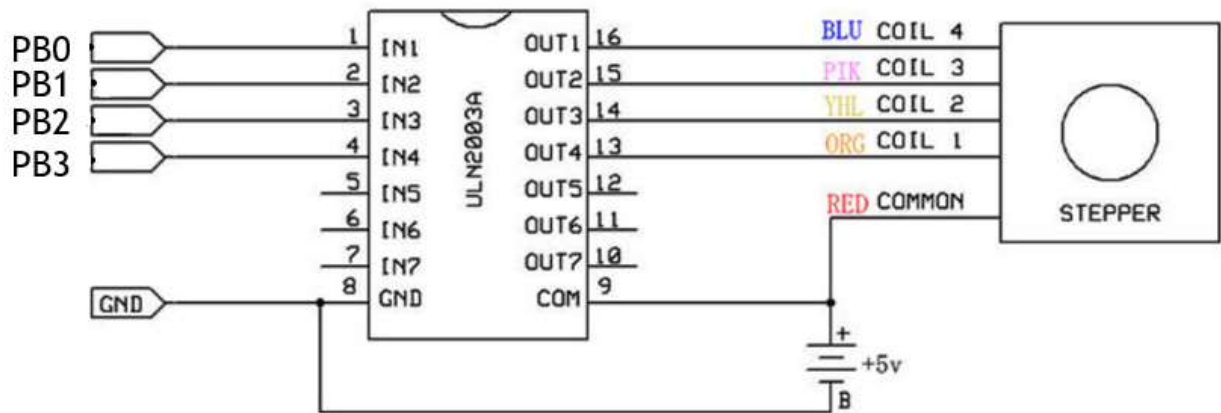 PB0
PB1
PB2
PB3
GND
1 IN1
2 IN2
3 IN3
4 IN4
5 IN5
6 IN6
7 IN7
8 GND
ULN2003A
OUT1 16
OUT2 15
OUT3 14
OUT4 13
OUT5 12
OUT6 11
OUT7 10
COM 9
BLU COIL 4
PIK COIL 3
YHL COIL 2
ORG COIL 1
RED COMMON
STEPPER
+
+5v
B